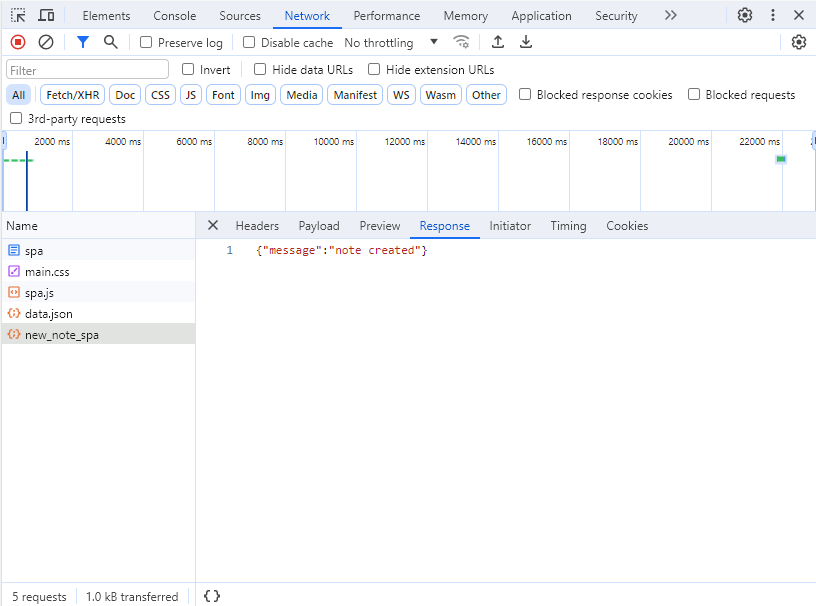 Elements Console Sources Network Performance Memory Application Security
Preserve log Disable cache No throttling
Filter Invert Hide data URLs Hide extension URLs
All Fetch/XHR Doc CSS JS Font Img Media Manifest WS Wasm Other Blocked response cookies Blocked requests
3rd-party requests
2000 ms 4000 ms 6000 ms 8000 ms 10000 ms 12000 ms 14000 ms 16000 ms 18000 ms 20000 ms 22000 ms
Name Headers Payload Preview Response Initiator Timing Cookies
spa 1 {"message":"note created"}
main.css
spa.js
data.json
new_note_spa
5 requests 1.0 kB transferred { }